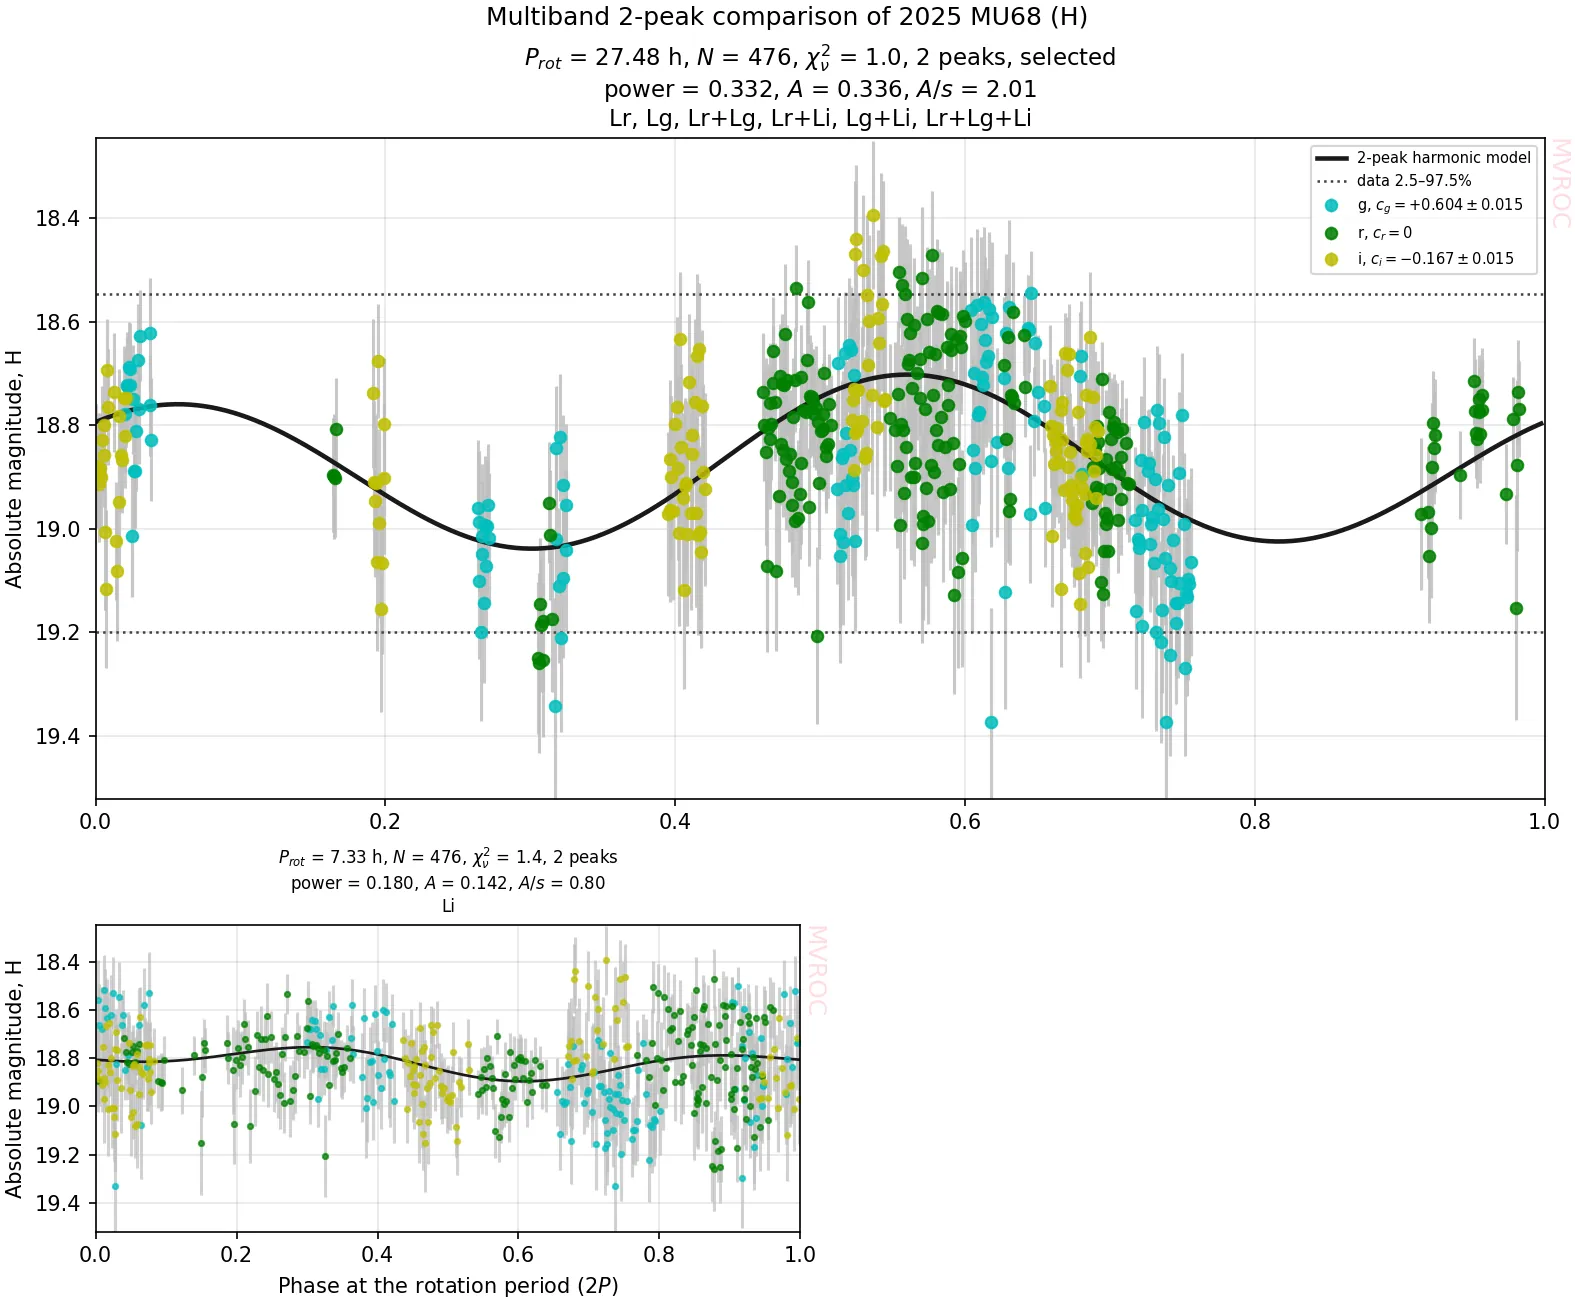 Multiband 2-peak comparison of 2025 MU68 (H)
P_rot = 27.48 h, N = 476, χ²_ν = 1.0, 2 peaks, selected
power = 0.332, A = 0.336, A/s = 2.01
Lr, Lg, Lr+Lg, Lr+Li, Lg+Li, Lr+Lg+Li
2-peak harmonic model
data 2.5–97.5%
g, c_g = +0.604 ± 0.015
r, c_r = 0
i, c_i = −0.167 ± 0.015
MVROC
Absolute magnitude, H
18.4
18.6
18.8
19.0
19.2
19.4
0.0 0.2 0.4 0.6 0.8 1.0
P_rot = 7.33 h, N = 476, χ²_ν = 1.4, 2 peaks
power = 0.180, A = 0.142, A/s = 0.80
Li
MVROC
Absolute magnitude, H
18.4
18.6
18.8
19.0
19.2
19.4
0.0 0.2 0.4 0.6 0.8 1.0
Phase at the rotation period (2P)